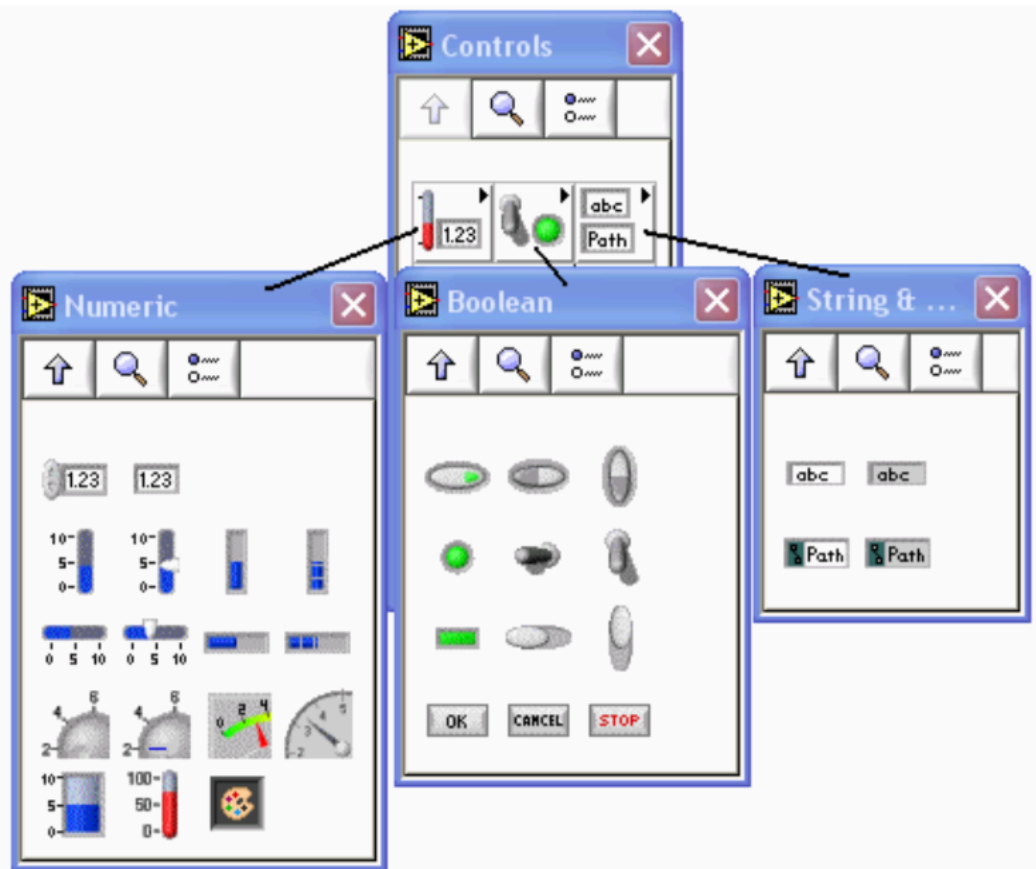 Controls
abc
1.23
Path
Numeric
1.23 1.23
10- 10-
5- 5-
0- 0-
0 5 10 0 5 10
6 6
4 4
2- 2-
0 2 4
2 3 4 5
10- 100-
5- 50-
0- 0-
Boolean
OK CANCEL STOP
String & ...
abc abc
Path Path